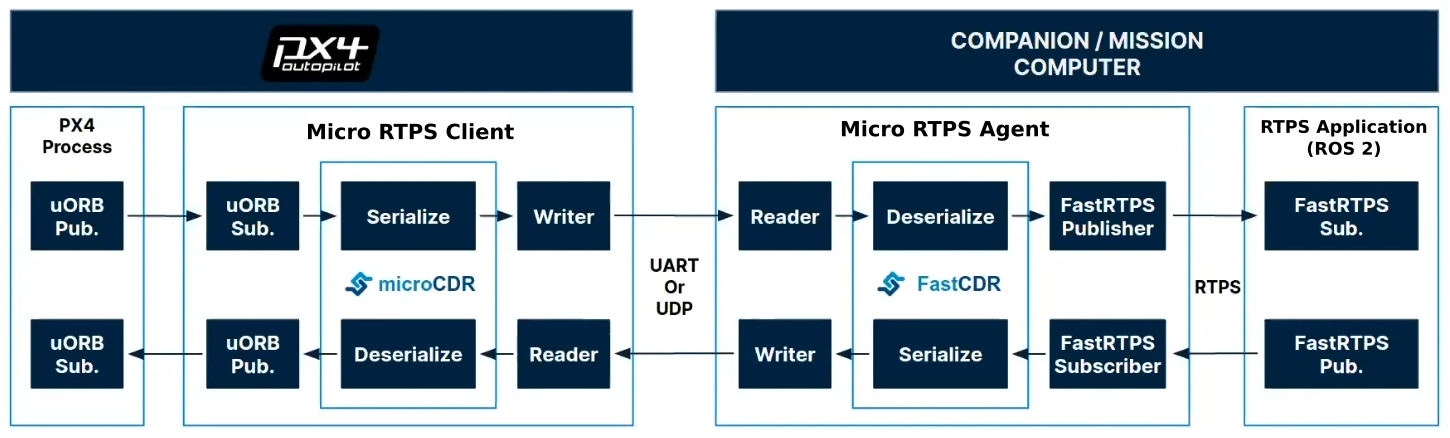 px4
autopilot
COMPANION / MISSION
COMPUTER
PX4
Process
uORB
Pub.
uORB
Sub.
Micro RTPS Client
uORB
Sub.
Serialize
Writer
microCDR
uORB
Pub.
Deserialize
Reader
UART
Or
UDP
Micro RTPS Agent
Reader
Deserialize
FastRTPS
Publisher
FastCDR
Writer
Serialize
FastRTPS
Subscriber
RTPS
RTPS Application
(ROS 2)
FastRTPS
Sub.
FastRTPS
Pub.